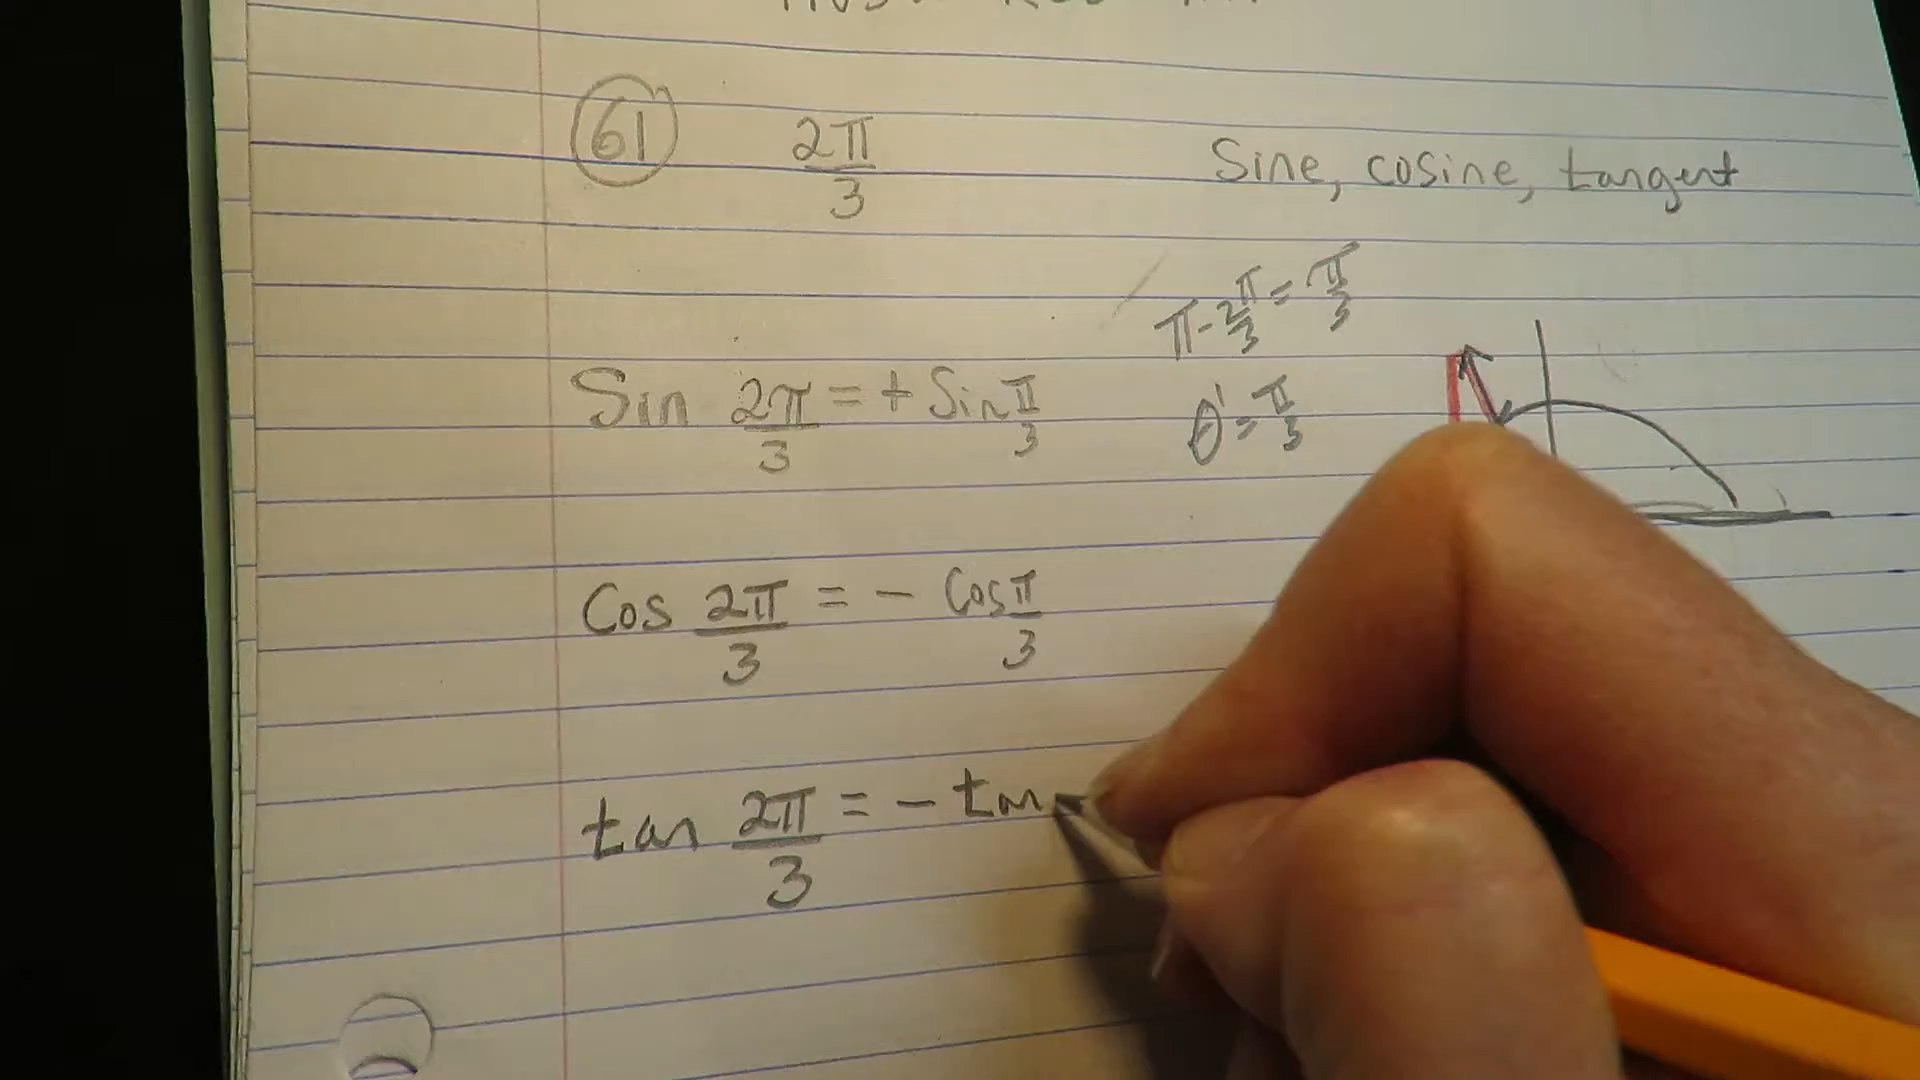 61 2π/3 Sine, cosine, tangent
π - 2π/3 = π/3
Sin 2π/3 = + Sin π/3 θ' = π/3
Cos 2π/3 = - Cos π/3
tan 2π/3 = - tan